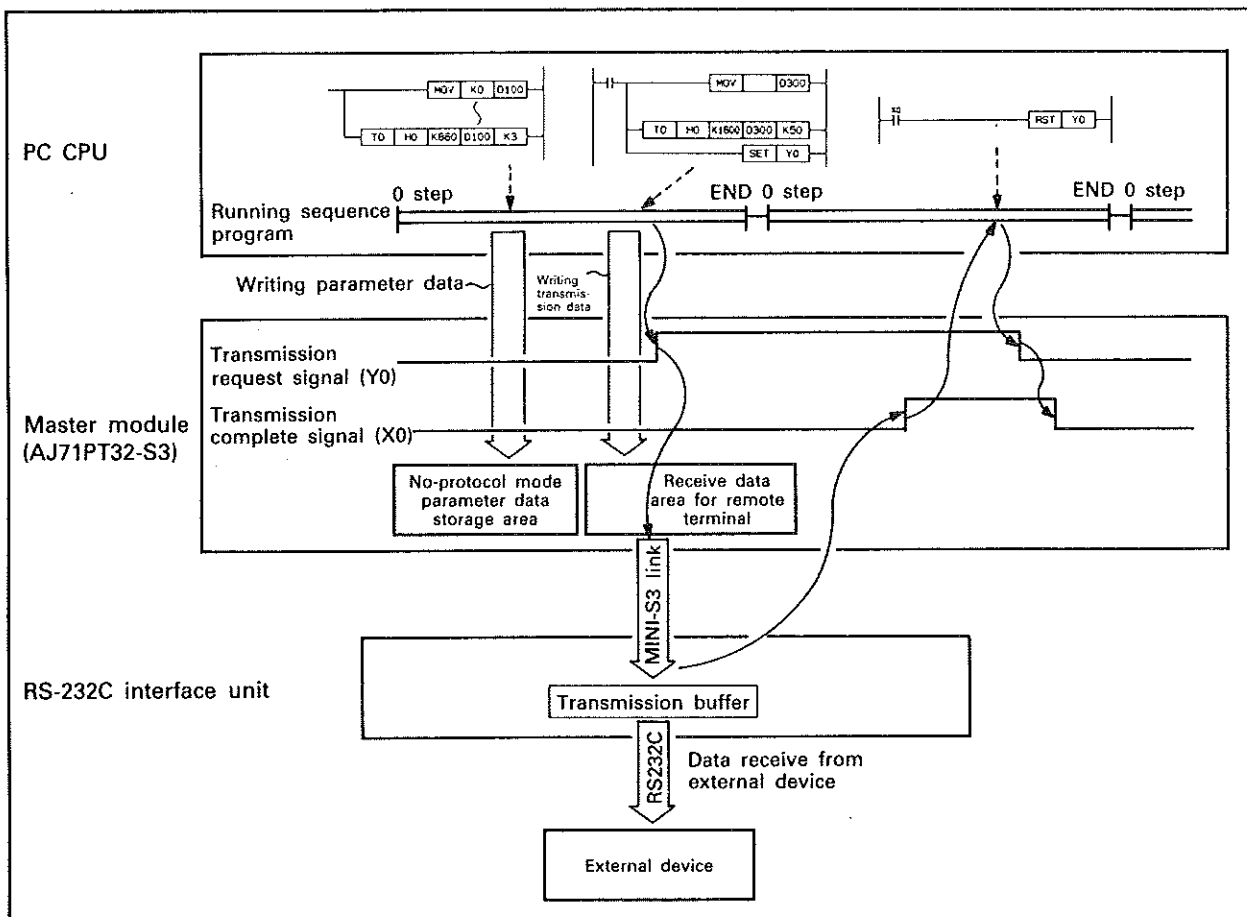 MOV K0 D100
TO H0 K860 D100 K3
MOV D300
TO H0 K1600 D300 K50
SET Y0
X0
RST Y0
PC CPU
0 step
END 0 step
END 0 step
Running sequence
program
Writing parameter data
Writing
transmis-
sion data
Transmission
request signal (Y0)
Transmission
complete signal (X0)
Master module
(AJ71PT32-S3)
No-protocol mode
parameter data
storage area
Receive data
area for remote
terminal
MINI-S3 link
RS-232C interface unit
Transmission buffer
RS232C
Data receive from
external device
External device